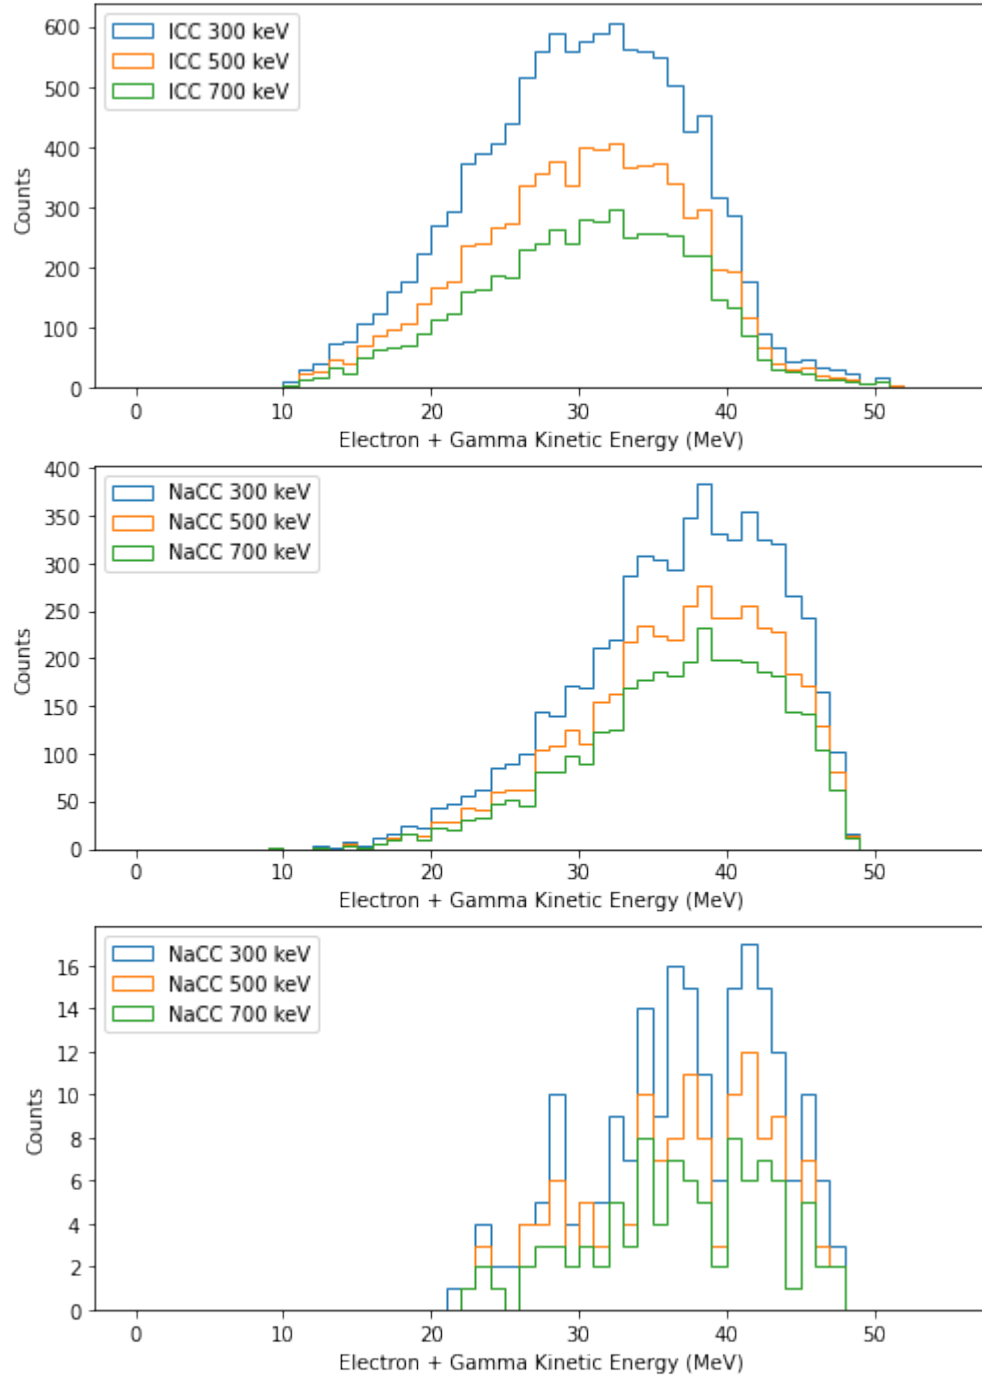 ICC 300 keV
ICC 500 keV
ICC 700 keV
600
500
400
300
200
100
0
Counts
0 10 20 30 40 50
Electron + Gamma Kinetic Energy (MeV)
NaCC 300 keV
NaCC 500 keV
NaCC 700 keV
400
350
300
250
200
150
100
50
0
Counts
0 10 20 30 40 50
Electron + Gamma Kinetic Energy (MeV)
NaCC 300 keV
NaCC 500 keV
NaCC 700 keV
16
14
12
10
8
6
4
2
0
Counts
0 10 20 30 40 50
Electron + Gamma Kinetic Energy (MeV)